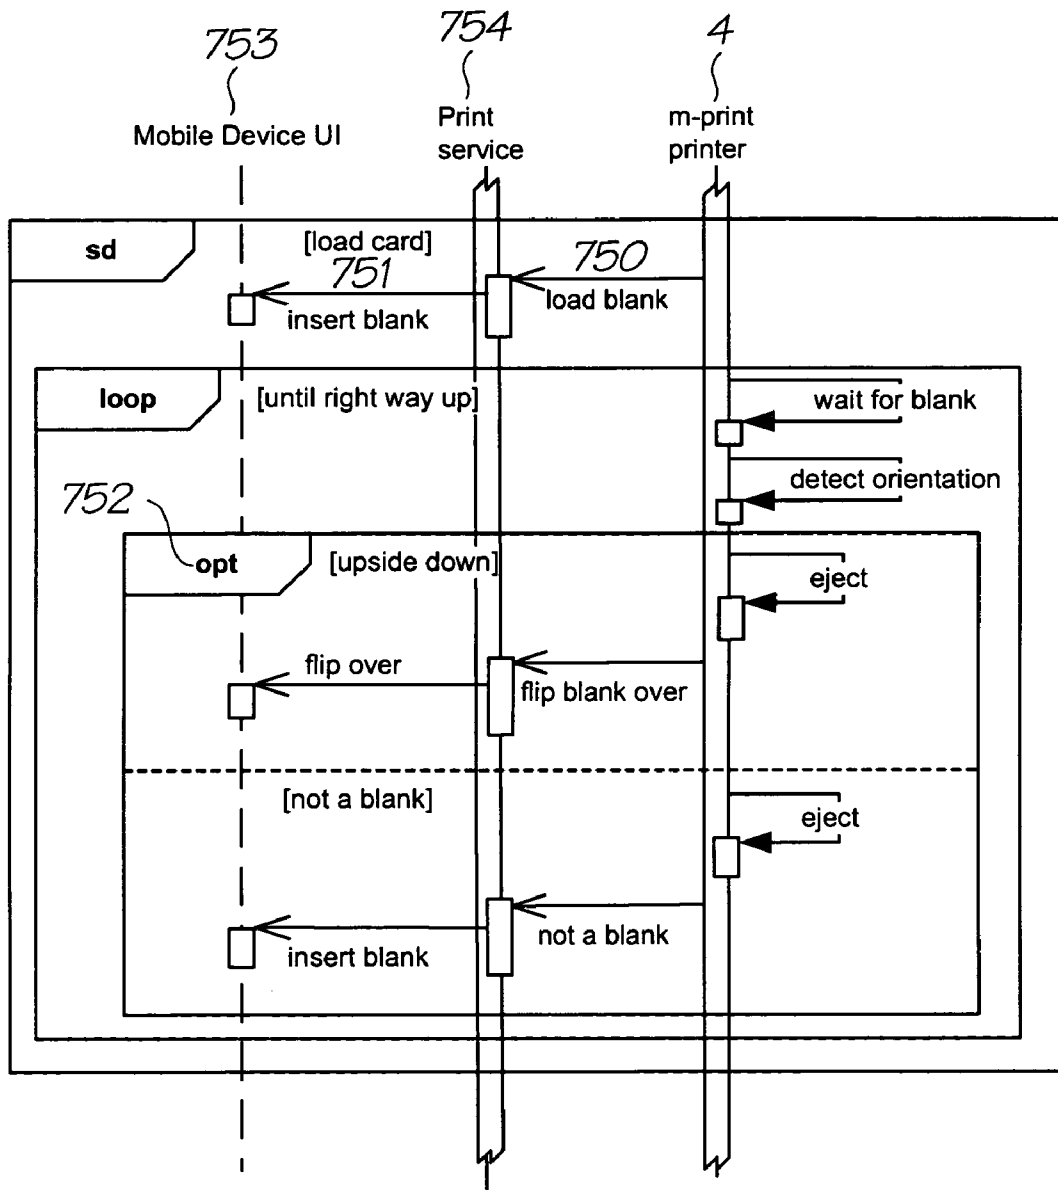 753
754
4
Mobile Device UI
Print
service
m-print
printer
sd
[load card]
751
750
insert blank
load blank
loop
[until right way up]
wait for blank
detect orientation
752
opt
[upside down]
eject
flip over
flip blank over
[not a blank]
eject
insert blank
not a blank